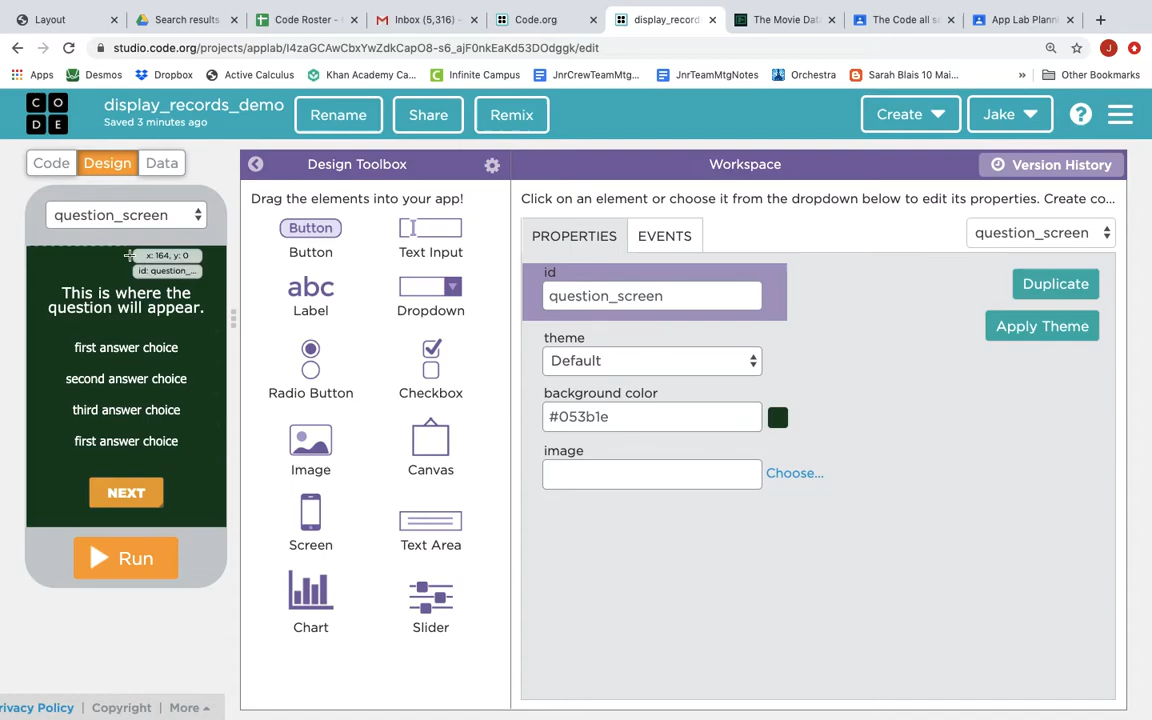 Layout
Search results
Code Roster - 
Inbox (5,316) -
Code.org
display_record
The Movie Dat
The Code all s
App Lab Plann
studio.code.org/projects/applab/I4zaGCAwCbxYwZdkCapO8-s6_ajF0nkEaKd53DOdggk/edit
J
Apps
Desmos
Dropbox
Active Calculus
Khan Academy Ca...
Infinite Campus
JnrCrewTeamMtg...
JnrTeamMtgNotes
Orchestra
Sarah Blais 10 Mai...
»
Other Bookmarks
C O
D E
display_records_demo
Saved 3 minutes ago
Rename
Share
Remix
Create
Jake
?
Code
Design
Data
Design Toolbox
Workspace
Version History
question_screen
x: 164, y: 0
id: question_...
This is where the
question will appear.
first answer choice
second answer choice
third answer choice
first answer choice
NEXT
Run
Drag the elements into your app!
Button
Button
Text Input
abc
Label
Dropdown
Radio Button
Checkbox
Image
Canvas
Screen
Text Area
Chart
Slider
Click on an element or choose it from the dropdown below to edit its properties. Create co...
PROPERTIES
EVENTS
question_screen
id
question_screen
Duplicate
theme
Default
Apply Theme
background color
#053b1e
image
Choose...
rivacy Policy | Copyright | More